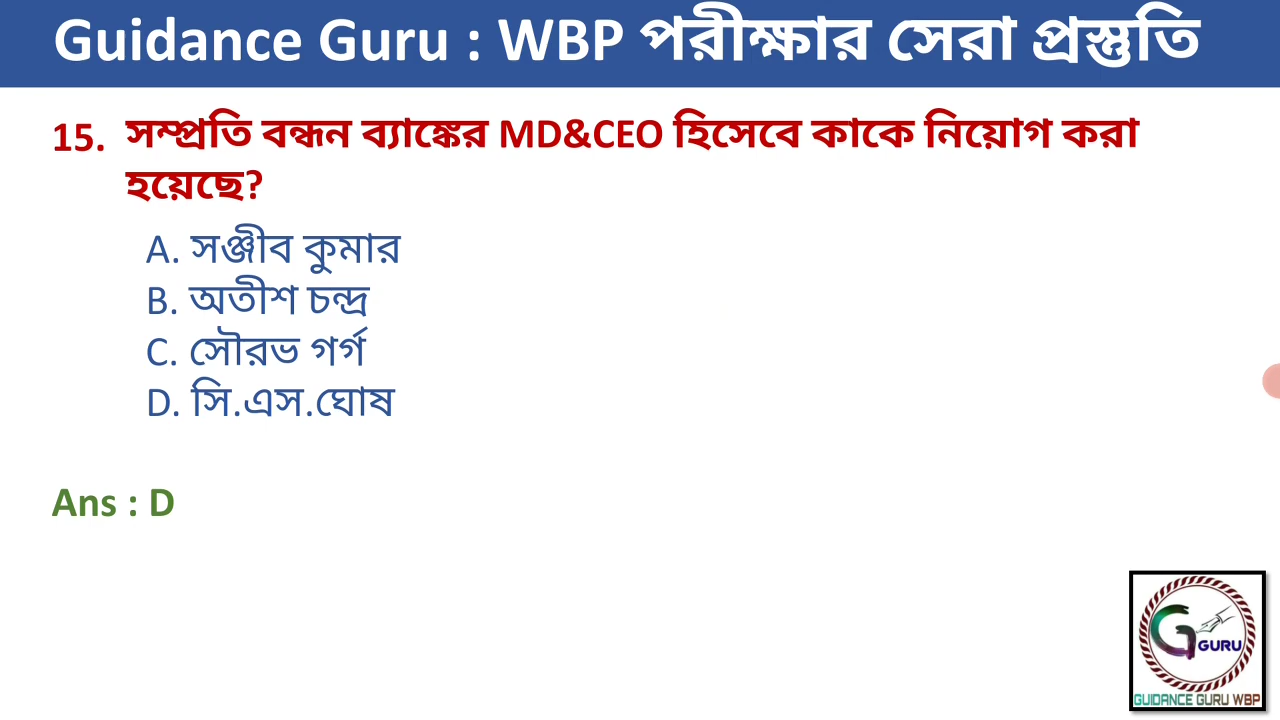 Guidance Guru : WBP পরীক্ষার সেরা প্রস্তুতি
15. সম্প্রতি বন্ধন ব্যাঙ্কের MD&CEO হিসেবে কাকে নিয়োগ করা
হয়েছে?
A. সঞ্জীব কুমার
B. অতীশ চন্দ্র
C. সৌরভ গর্গ
D. সি.এস.ঘোষ
Ans : D
G GURU
GUIDANCE GURU WBP